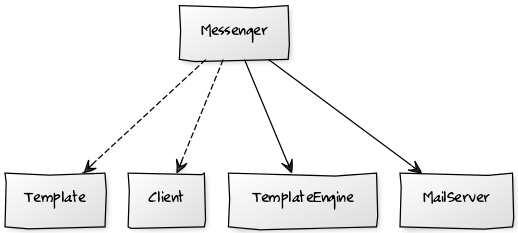 Messenger
Template
Client
TemplateEngine
MailServer